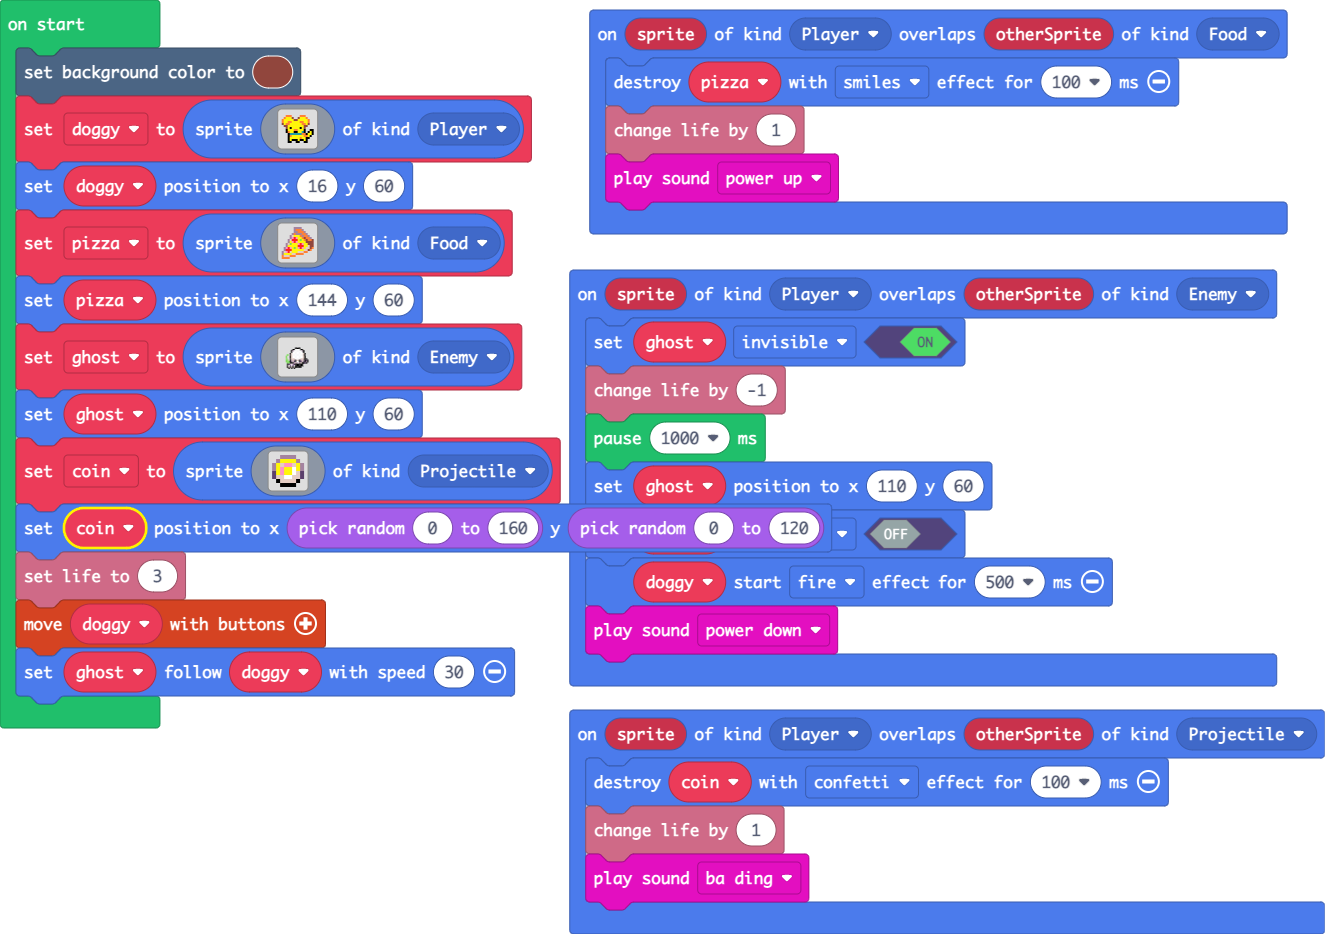 on start
set background color to
set doggy to sprite of kind Player
set doggy position to x 16 y 60
set pizza to sprite of kind Food
set pizza position to x 144 y 60
set ghost to sprite of kind Enemy
set ghost position to x 110 y 60
set coin to sprite of kind Projectile
set coin position to x pick random 0 to 160 y pick random 0 to 120
set life to 3
move doggy with buttons
set ghost follow doggy with speed 30
on sprite of kind Player overlaps otherSprite of kind Food
destroy pizza with smiles effect for 100 ms
change life by 1
play sound power up
on sprite of kind Player overlaps otherSprite of kind Enemy
set ghost invisible ON
change life by -1
pause 1000 ms
set ghost position to x 110 y 60
OFF
doggy start fire effect for 500 ms
play sound power down
on sprite of kind Player overlaps otherSprite of kind Projectile
destroy coin with confetti effect for 100 ms
change life by 1
play sound ba ding